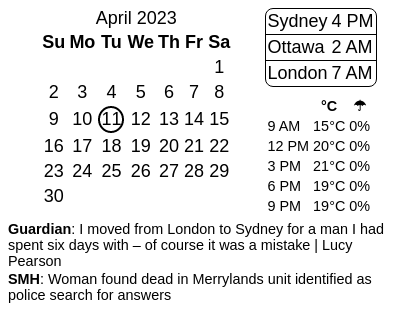 April 2023
Su Mo Tu We Th Fr Sa
1
2 3 4 5 6 7 8
9 10 11 12 13 14 15
16 17 18 19 20 21 22
23 24 25 26 27 28 29
30
Sydney 4 PM
Ottawa 2 AM
London 7 AM
°C ☂
9 AM 15°C 0%
12 PM 20°C 0%
3 PM 21°C 0%
6 PM 19°C 0%
9 PM 19°C 0%
Guardian: I moved from London to Sydney for a man I had
spent six days with – of course it was a mistake | Lucy
Pearson
SMH: Woman found dead in Merrylands unit identified as
police search for answers